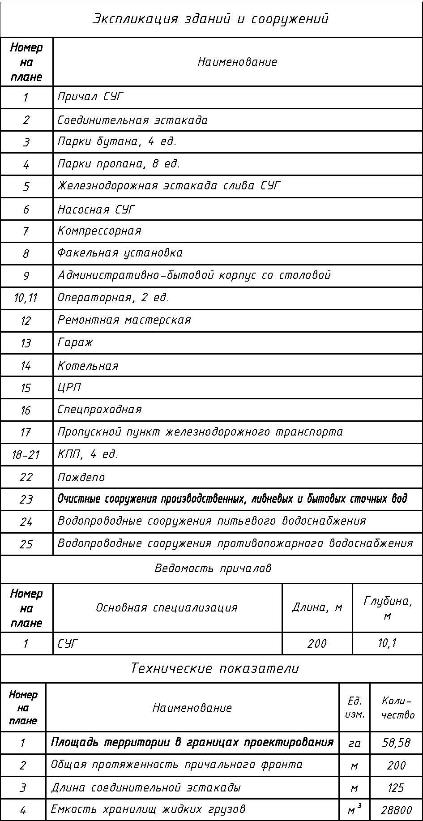 Экспликация зданий и сооружений
Номер на плане Наименование
1 Причал СУГ
2 Соединительная эстакада
3 Парки бутана, 4 ед.
4 Парки пропана, 8 ед.
5 Железнодорожная эстакада слива СУГ
6 Насосная СУГ
7 Компрессорная
8 Факельная установка
9 Административно-бытовой корпус со столовой
10,11 Операторная, 2 ед.
12 Ремонтная мастерская
13 Гараж
14 Котельная
15 ЦРП
16 Спецпраходная
17 Пропускной пункт железнодорожного транспорта
18-21 КПП, 4 ед.
22 Пождепо
23 Очистные сооружения производственных, ливневых и бытовых сточных вод
24 Водопроводные сооружения питьевого водоснабжения
25 Водопроводные сооружения противопожарного водоснабжения
Ведомость причалов
Номер на плане Основная специализация Длина, м Глубина, м
1 СУГ 200 10,1
Технические показатели
Номер на плане Наименование Ед. изм. Коли-чество
1 Площадь территории в границах проектирования га 58,58
2 Общая протяженность причального фронта м 200
3 Длина соединительной эстакады м 125
4 Емкость хранилищ жидких грузов м³ 28800